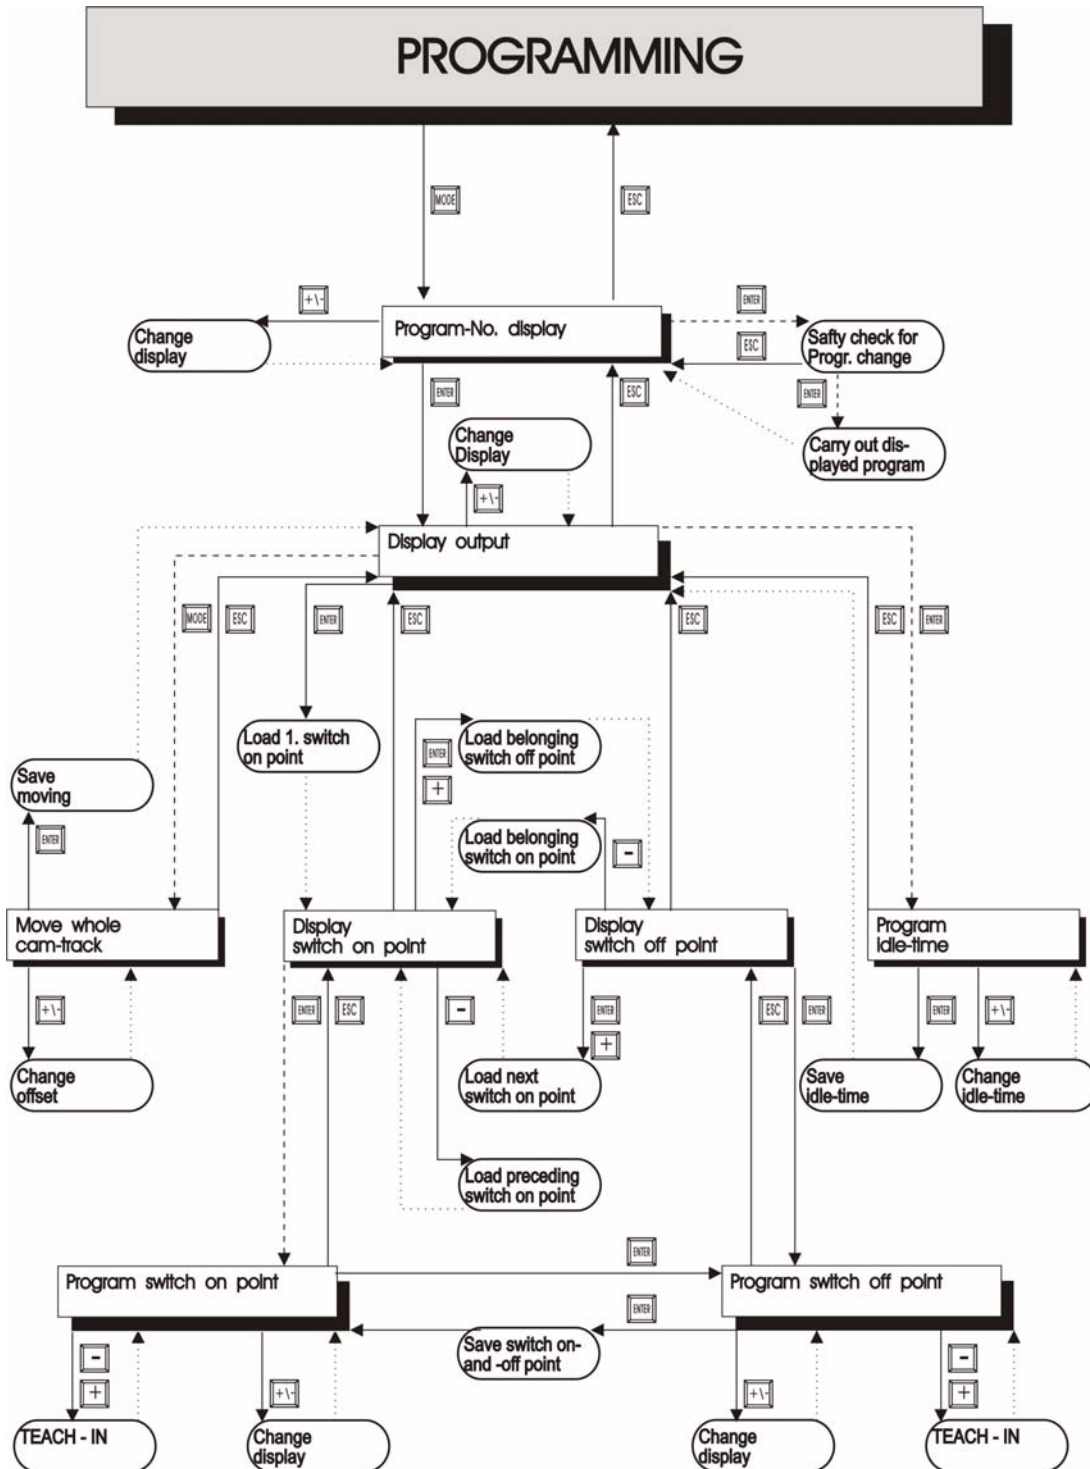 PROGRAMMING
MODE
ESC
+\-
ENTER
Program-No. display
Change
display
ESC
Safty check for
Progr. change
ENTER
ESC
ENTER
Change
Display
Carry out dis-
played program
+\-
Display output
MODE
ESC
ENTER
ESC
ESC
ESC
ENTER
Load 1. switch
on point
ENTER
+
Load belonging
switch off point
Save
moving
ENTER
Load belonging
switch on point
-
Move whole
cam-track
Display
switch on point
Display
switch off point
Program
idle-time
+\-
ENTER
ESC
-
ENTER
+
ESC
ENTER
ENTER
+\-
Change
offset
Load next
switch on point
Save
idle-time
Change
idle-time
Load preceding
switch on point
ENTER
Program switch on point
Program switch off point
ENTER
Save switch on-
and -off point
-
+
+\-
+\-
-
+
TEACH - IN
Change
display
Change
display
TEACH - IN